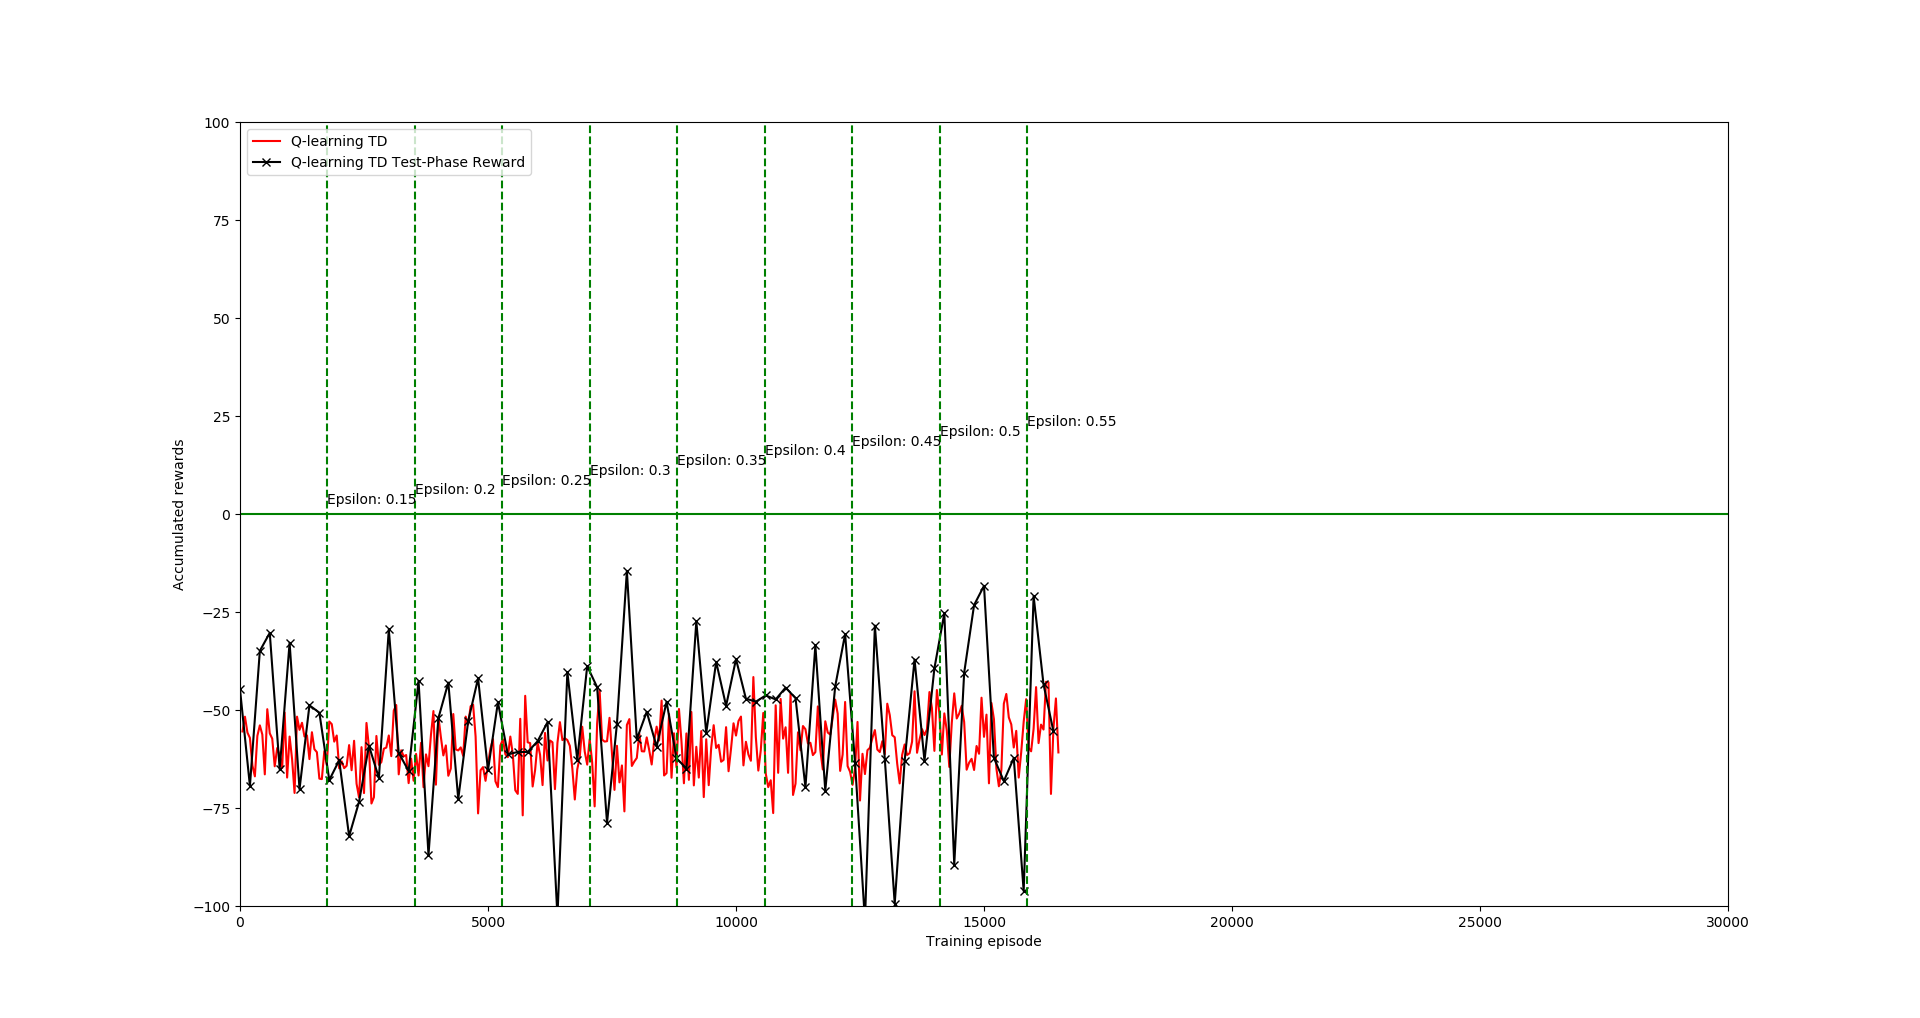 100
75
50
25
0
−25
−50
−75
−100
Accumulated rewards
Q-learning TD
Q-learning TD Test-Phase Reward
Epsilon: 0.15
Epsilon: 0.2
Epsilon: 0.25
Epsilon: 0.3
Epsilon: 0.35
Epsilon: 0.4
Epsilon: 0.45
Epsilon: 0.5
Epsilon: 0.55
0 5000 10000 15000 20000 25000 30000
Training episode